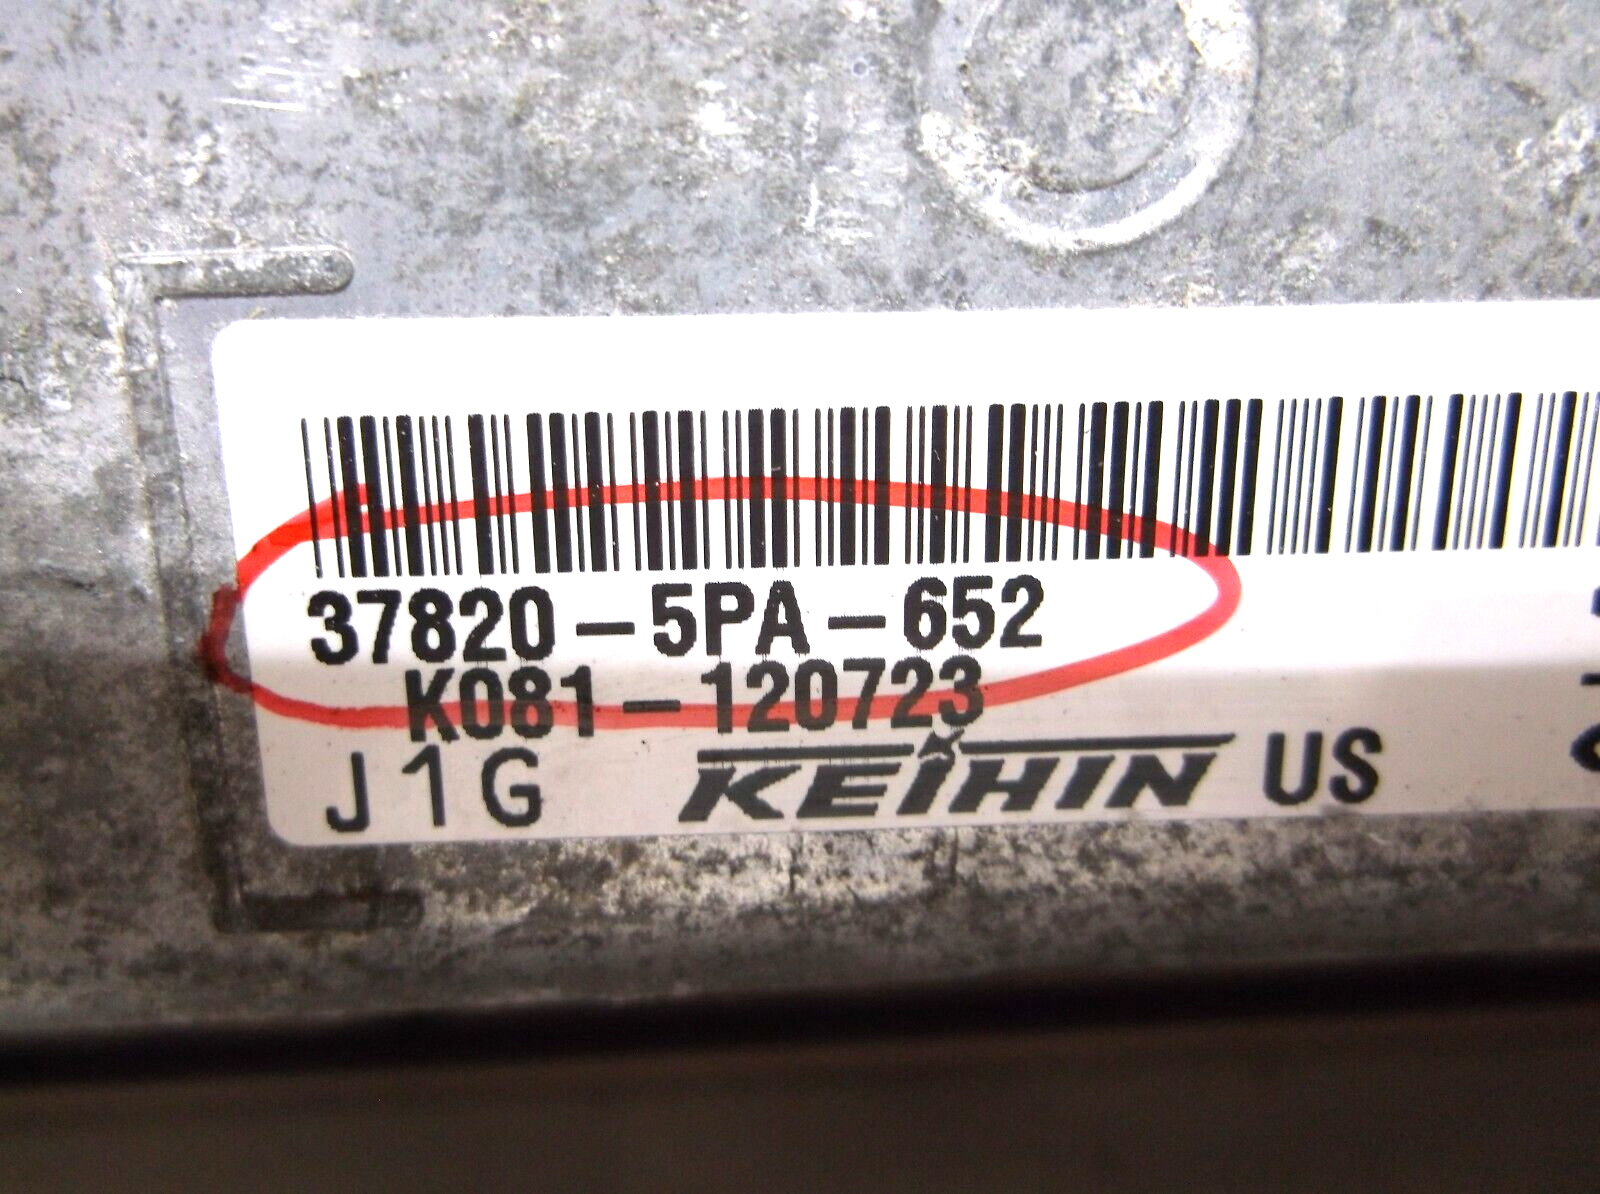 37820-5PA-652
K081-120723
J1G KEIHIN US